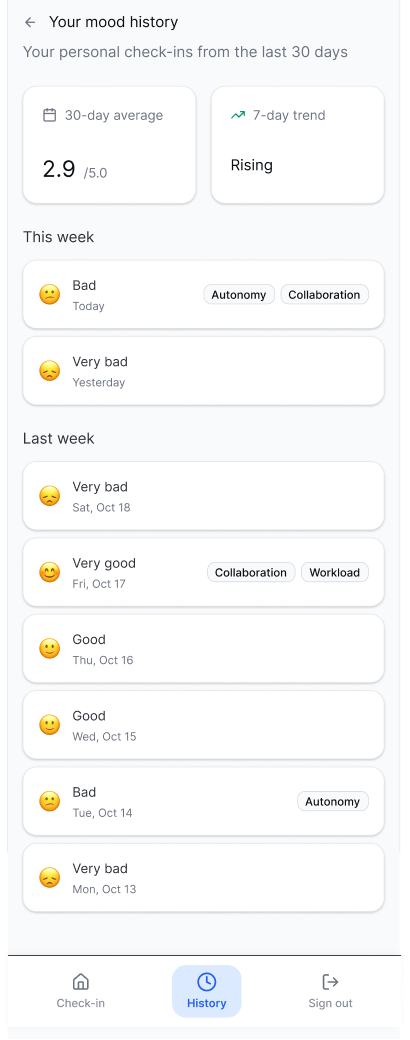 Your mood history
Your personal check-ins from the last 30 days
30-day average
7-day trend
2.9 /5.0
Rising
This week
Bad
Today
Autonomy
Collaboration
Very bad
Yesterday
Last week
Very bad
Sat, Oct 18
Very good
Fri, Oct 17
Collaboration
Workload
Good
Thu, Oct 16
Good
Wed, Oct 15
Bad
Tue, Oct 14
Autonomy
Very bad
Mon, Oct 13
Check-in
History
Sign out